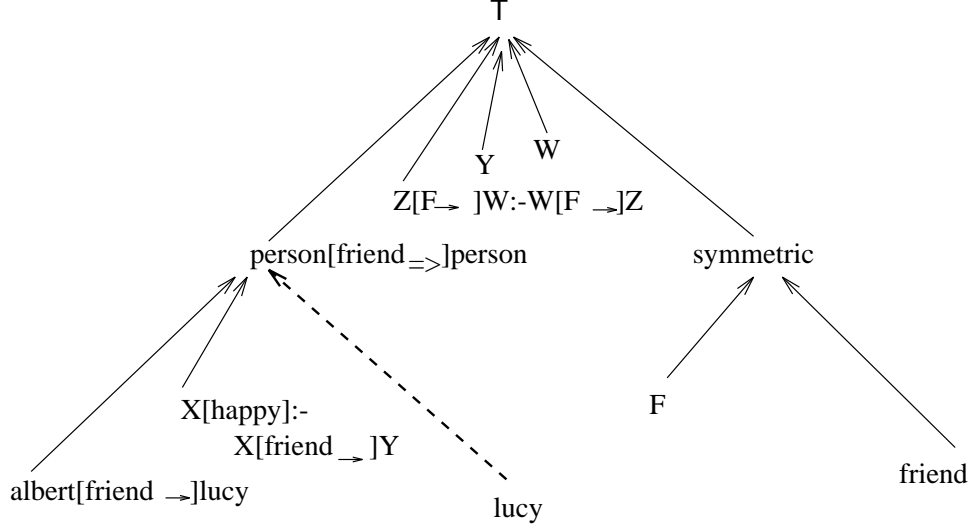 T
W
Y
Z[F→ ]W:-W[F →]Z
person[friend=>]person
symmetric
F
X[happy]:-
X[friend → ]Y
friend
albert[friend →]lucy
lucy